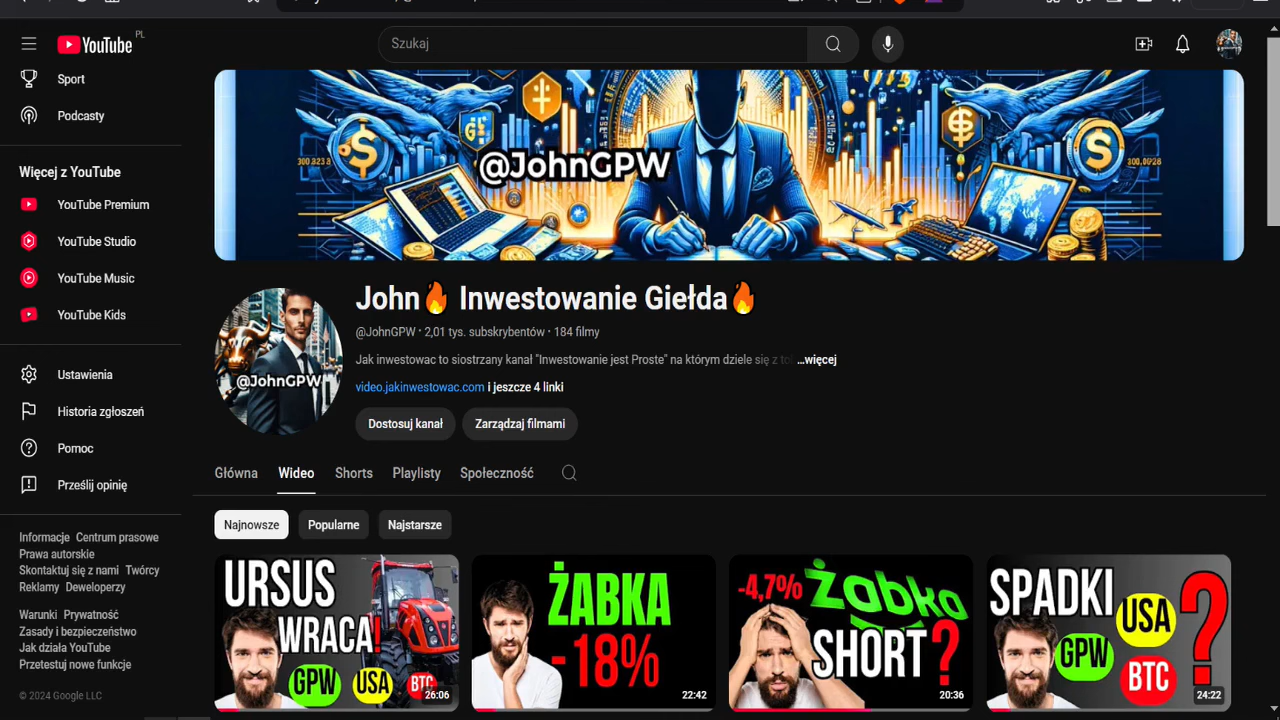 YouTube PL
Szukaj
Sport
Podcasty
Więcej z YouTube
YouTube Premium
YouTube Studio
YouTube Music
YouTube Kids
Ustawienia
Historia zgłoszeń
Pomoc
Prześlij opinię
Informacje Centrum prasowe
Prawa autorskie
Skontaktuj się z nami Twórcy
Reklamy Deweloperzy
Warunki Prywatność
Zasady i bezpieczeństwo
Jak działa YouTube
Przetestuj nowe funkcje
© 2024 Google LLC
@JohnGPW
@JohnGPW
John🔥 Inwestowanie Giełda🔥
@JohnGPW · 2,01 tys. subskrybentów · 184 filmy
Jak inwestowac to siostrzany kanał "Inwestowanie jest Proste" na którym dziele się z ...więcej
video.jakinwestowac.com i jeszcze 4 linki
Dostosuj kanał Zarządzaj filmami
Główna Wideo Shorts Playlisty Społeczność
Najnowsze Popularne Najstarsze
URSUS
WRACA!
GPW USA BTC
26:06
ŻABKA
-18%
22:42
-4,7% Żabka
SHORT?
20:36
SPADKI ?
USA
GPW
BTC
24:22